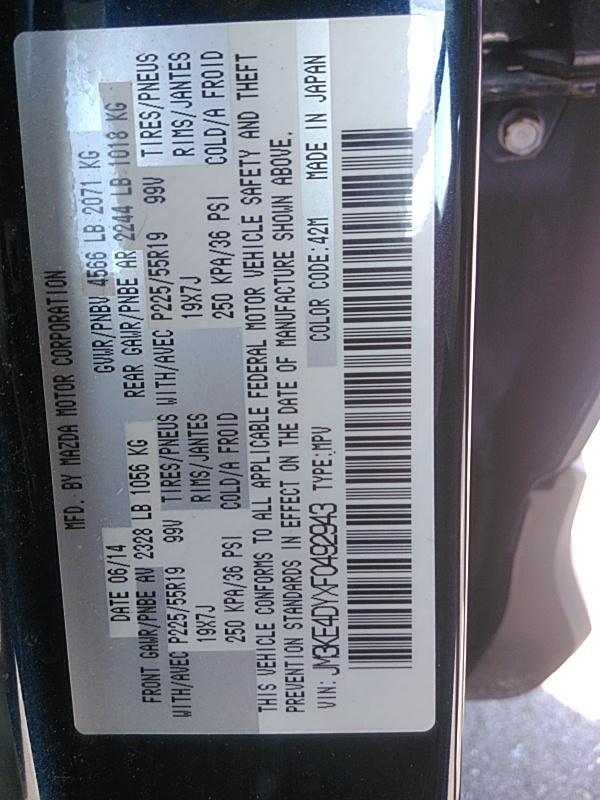 MFD. BY MAZDA MOTOR CORPORATION
DATE 06/14 GVWR/PNBV 4566 LB 2071 KG
FRONT GAWR/PNBE AV 2328 LB 1056 KG REAR GAWR/PNBE AR 2244 LB 1018 KG
WITH/AVEC P225/55R19 99V TIRES/PNEUS WITH/AVEC P225/55R19 99V TIRES/PNEUS
19X7J RIMS/JANTES 19X7J RIMS/JANTES
250 KPA/36 PSI COLD/A FROID 250 KPA/36 PSI COLD/A FROID
THIS VEHICLE CONFORMS TO ALL APPLICABLE FEDERAL MOTOR VEHICLE SAFETY AND THEFT
PREVENTION STANDARDS IN EFFECT ON THE DATE OF MANUFACTURE SHOWN ABOVE.
VIN: JM3KE4DYXF0492943 TYPE:MPV COLOR CODE:42M MADE IN JAPAN